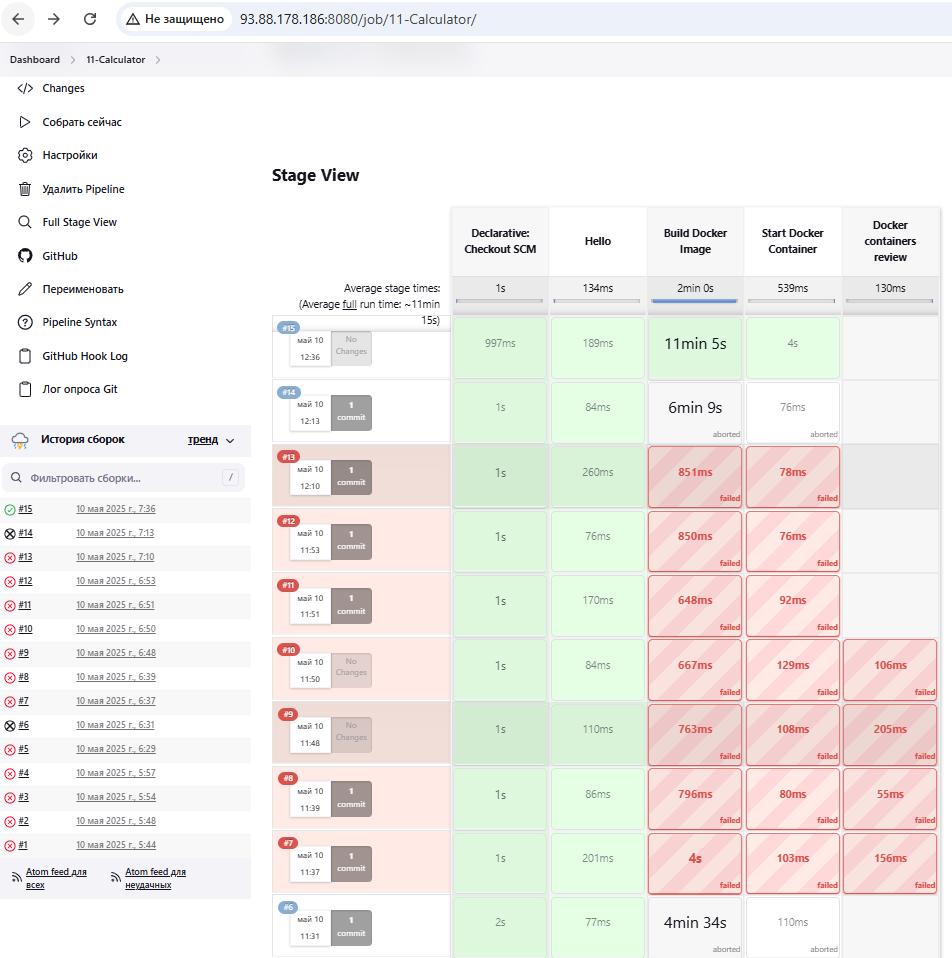 Не защищено 93.88.178.186:8080/job/11-Calculator/
Dashboard > 11-Calculator >
Changes
Собрать сейчас
Настройки
Удалить Pipeline
Full Stage View
GitHub
Переименовать
Pipeline Syntax
GitHub Hook Log
Лог опроса Git
История сборок тренд
Фильтровать сборки... /
#15 10 мая 2025 г., 7:36
#14 10 мая 2025 г., 7:13
#13 10 мая 2025 г., 7:10
#12 10 мая 2025 г., 6:53
#11 10 мая 2025 г., 6:51
#10 10 мая 2025 г., 6:50
#9 10 мая 2025 г., 6:48
#8 10 мая 2025 г., 6:39
#7 10 мая 2025 г., 6:37
#6 10 мая 2025 г., 6:31
#5 10 мая 2025 г., 6:29
#4 10 мая 2025 г., 5:57
#3 10 мая 2025 г., 5:54
#2 10 мая 2025 г., 5:48
#1 10 мая 2025 г., 5:44
Atom feed для
всех
Atom feed для
неудачных
Stage View
Declarative:
Checkout SCM
Hello
Build Docker
Image
Start Docker
Container
Docker
containers
review
Average stage times:
(Average full run time: ~11min
15s)
1s 134ms 2min 0s 539ms 130ms
#15
май 10
12:36
No
Changes
997ms 189ms 11min 5s 4s
#14
май 10
12:13
1
commit
1s 84ms 6min 9s 76ms
aborted aborted
#13
май 10
12:10
1
commit
1s 260ms 851ms 78ms
failed failed
#12
май 10
11:53
1
commit
1s 76ms 850ms 76ms
failed failed
#11
май 10
11:51
1
commit
1s 170ms 648ms 92ms
failed failed
#10
май 10
11:50
No
Changes
1s 84ms 667ms 129ms 106ms
failed failed failed
#9
май 10
11:48
No
Changes
1s 110ms 763ms 108ms 205ms
failed failed failed
#8
май 10
11:39
1
commit
1s 86ms 796ms 80ms 55ms
failed failed failed
#7
май 10
11:37
1
commit
1s 201ms 4s 103ms 156ms
failed failed failed
#6
май 10
11:31
1
commit
2s 77ms 4min 34s 110ms
aborted aborted